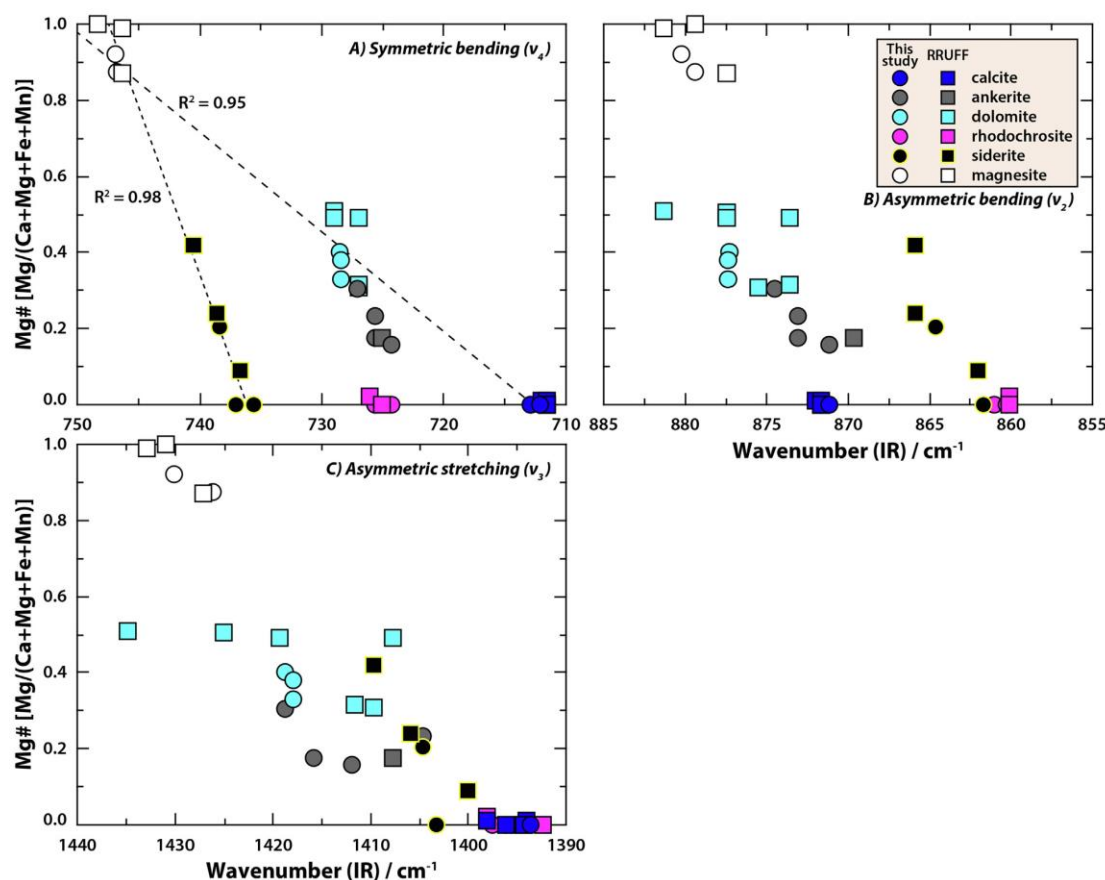 1.0
0.8
0.6
0.4
0.2
0.0
Mg# [Mg/(Ca+Mg+Fe+Mn)]
A) Symmetric bending (ν4)
R2 = 0.95
R2 = 0.98
750 740 730 720 710
This study RRUFF
calcite
ankerite
dolomite
rhodochrosite
siderite
magnesite
B) Asymmetric bending (ν2)
885 880 875 870 865 860 855
Wavenumber (IR) / cm-1
1.0
0.8
0.6
0.4
0.2
0.0
Mg# [Mg/(Ca+Mg+Fe+Mn)]
C) Asymmetric stretching (ν3)
1440 1430 1420 1410 1400 1390
Wavenumber (IR) / cm-1